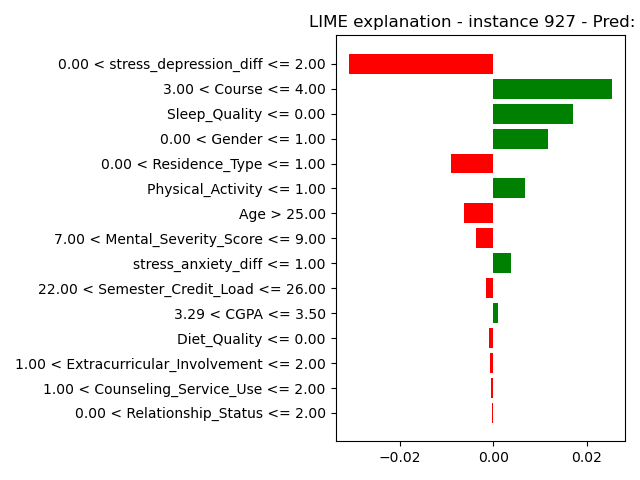 LIME explanation - instance 927 - Pred:
0.00 < stress_depression_diff <= 2.00
3.00 < Course <= 4.00
Sleep_Quality <= 0.00
0.00 < Gender <= 1.00
0.00 < Residence_Type <= 1.00
Physical_Activity <= 1.00
Age > 25.00
7.00 < Mental_Severity_Score <= 9.00
stress_anxiety_diff <= 1.00
22.00 < Semester_Credit_Load <= 26.00
3.29 < CGPA <= 3.50
Diet_Quality <= 0.00
1.00 < Extracurricular_Involvement <= 2.00
1.00 < Counseling_Service_Use <= 2.00
0.00 < Relationship_Status <= 2.00
−0.02 0.00 0.02